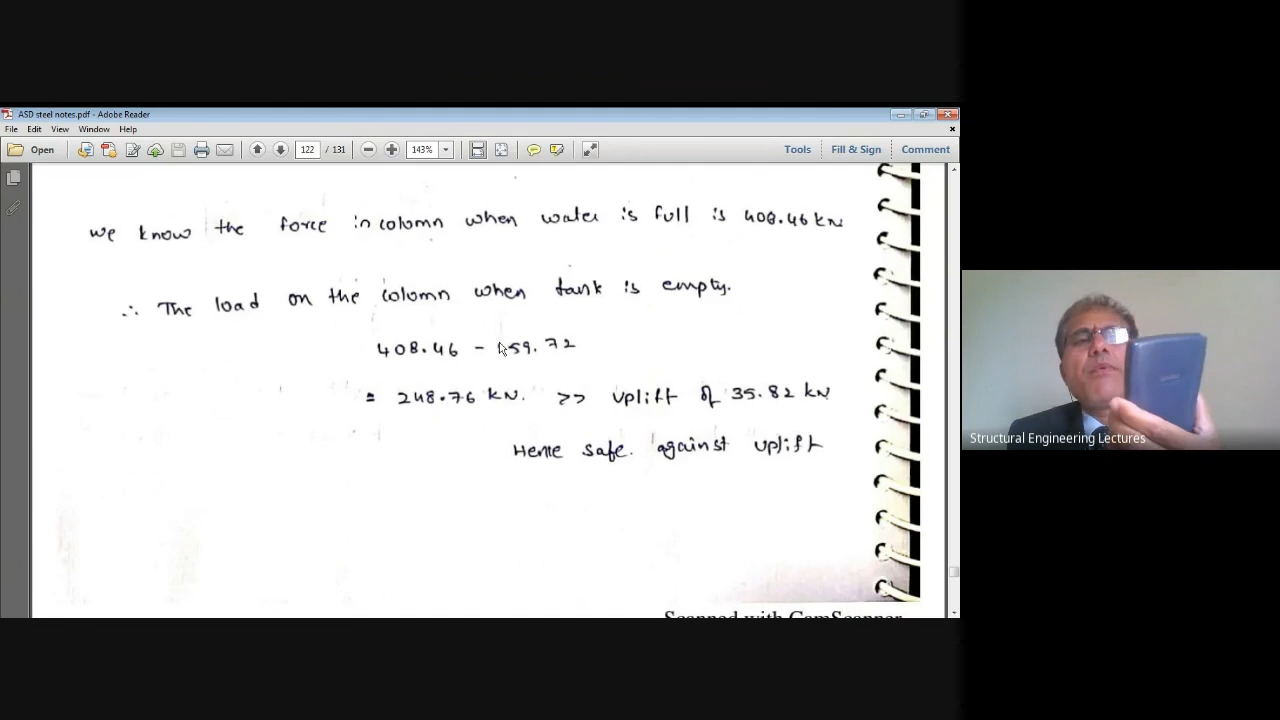 ASD steel notes.pdf - Adobe Reader
File Edit View Window Help
Open 122 / 131 143% Tools Fill & Sign Comment
we know the force in column when water is full is 408.46 kN
∴ The load on the column when tank is empty.
408.46 - 159.72
= 248.76 kN. >> uplift of 35.82 kN
Hence safe. against uplift
Scanned with CamScanner
Structural Engineering Lectures